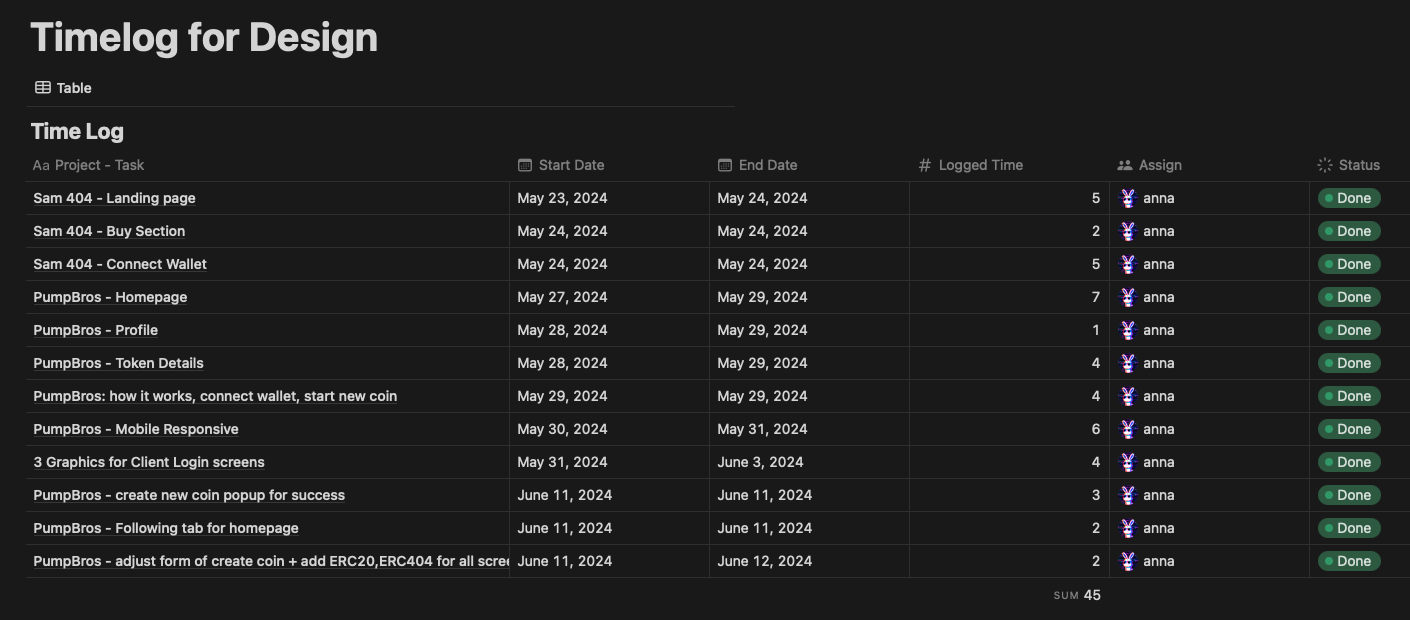 Timelog for Design
Table
Time Log
Aa Project - Task Start Date End Date # Logged Time Assign Status
Sam 404 - Landing page May 23, 2024 May 24, 2024 5 anna Done
Sam 404 - Buy Section May 24, 2024 May 24, 2024 2 anna Done
Sam 404 - Connect Wallet May 24, 2024 May 24, 2024 5 anna Done
PumpBros - Homepage May 27, 2024 May 29, 2024 7 anna Done
PumpBros - Profile May 28, 2024 May 29, 2024 1 anna Done
PumpBros - Token Details May 28, 2024 May 29, 2024 4 anna Done
PumpBros: how it works, connect wallet, start new coin May 29, 2024 May 29, 2024 4 anna Done
PumpBros - Mobile Responsive May 30, 2024 May 31, 2024 6 anna Done
3 Graphics for Client Login screens May 31, 2024 June 3, 2024 4 anna Done
PumpBros - create new coin popup for success June 11, 2024 June 11, 2024 3 anna Done
PumpBros - Following tab for homepage June 11, 2024 June 11, 2024 2 anna Done
PumpBros - adjust form of create coin + add ERC20,ERC404 for all scree June 11, 2024 June 12, 2024 2 anna Done
SUM 45